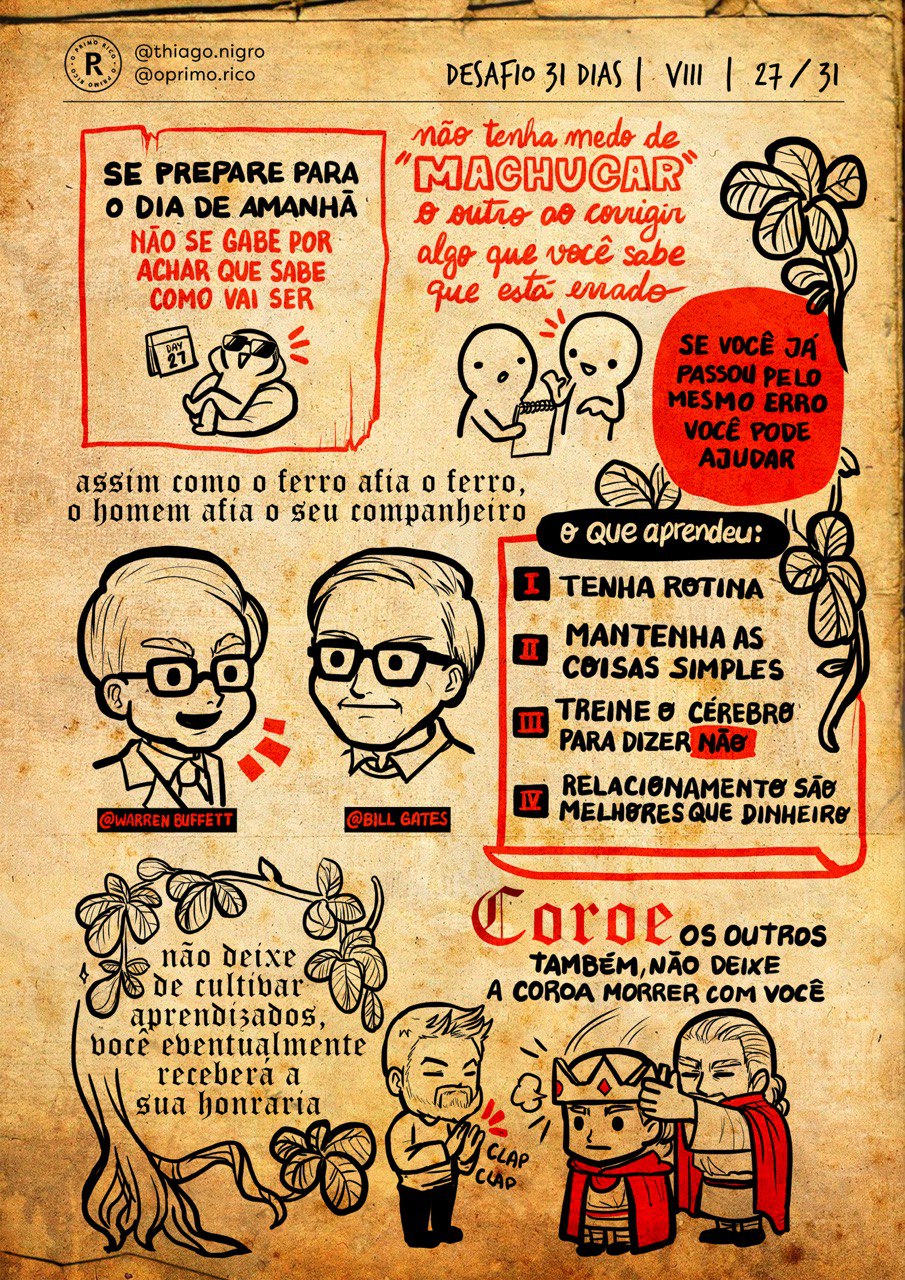 R
O PRIMO RICO · O PRIMO RICO ·
@thiago.nigro
@oprimo.rico
DESAFIO 31 DIAS | VIII | 27/31
SE PREPARE PARA
O DIA DE AMANHÃ
NÃO SE GABE POR
ACHAR QUE SABE
COMO VAI SER
DAY
27
não tenha medo de
"MACHUCAR"
o outro ao corrigir
algo que você sabe
que está errado
SE VOCÊ JÁ
PASSOU PELO
MESMO ERRO
VOCÊ PODE
AJUDAR
assim como o ferro afia o ferro,
o homem afia o seu companheiro
@WARREN BUFFETT
@BILL GATES
o Que aprendeu:
I TENHA ROTINA
II MANTENHA AS
COISAS SIMPLES
III TREINE O CÉREBRO
PARA DIZER NÃO
IV RELACIONAMENTO SÃO
MELHORES QUE DINHEIRO
não deixe
de cultivar
aprendizados,
você eventualmente
receberá a
sua honraria
Coroe OS OUTROS
TAMBÉM, NÃO DEIXE
A COROA MORRER COM VOCÊ
CLAP
CLAP